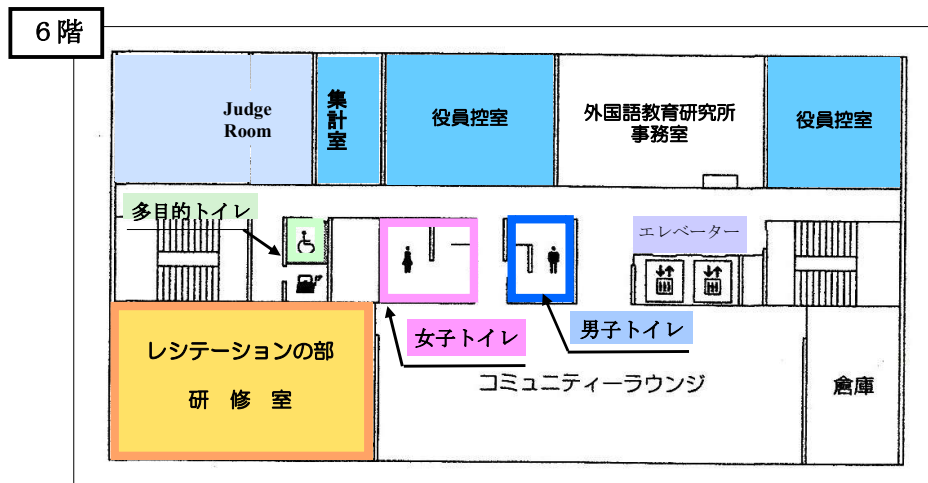 ６階
Judge
Room
集計室
役員控室
外国語教育研究所
事務室
役員控室
多目的トイレ
エレベーター
女子トイレ
男子トイレ
レシテーションの部
研 修 室
コミュニティーラウンジ
倉庫